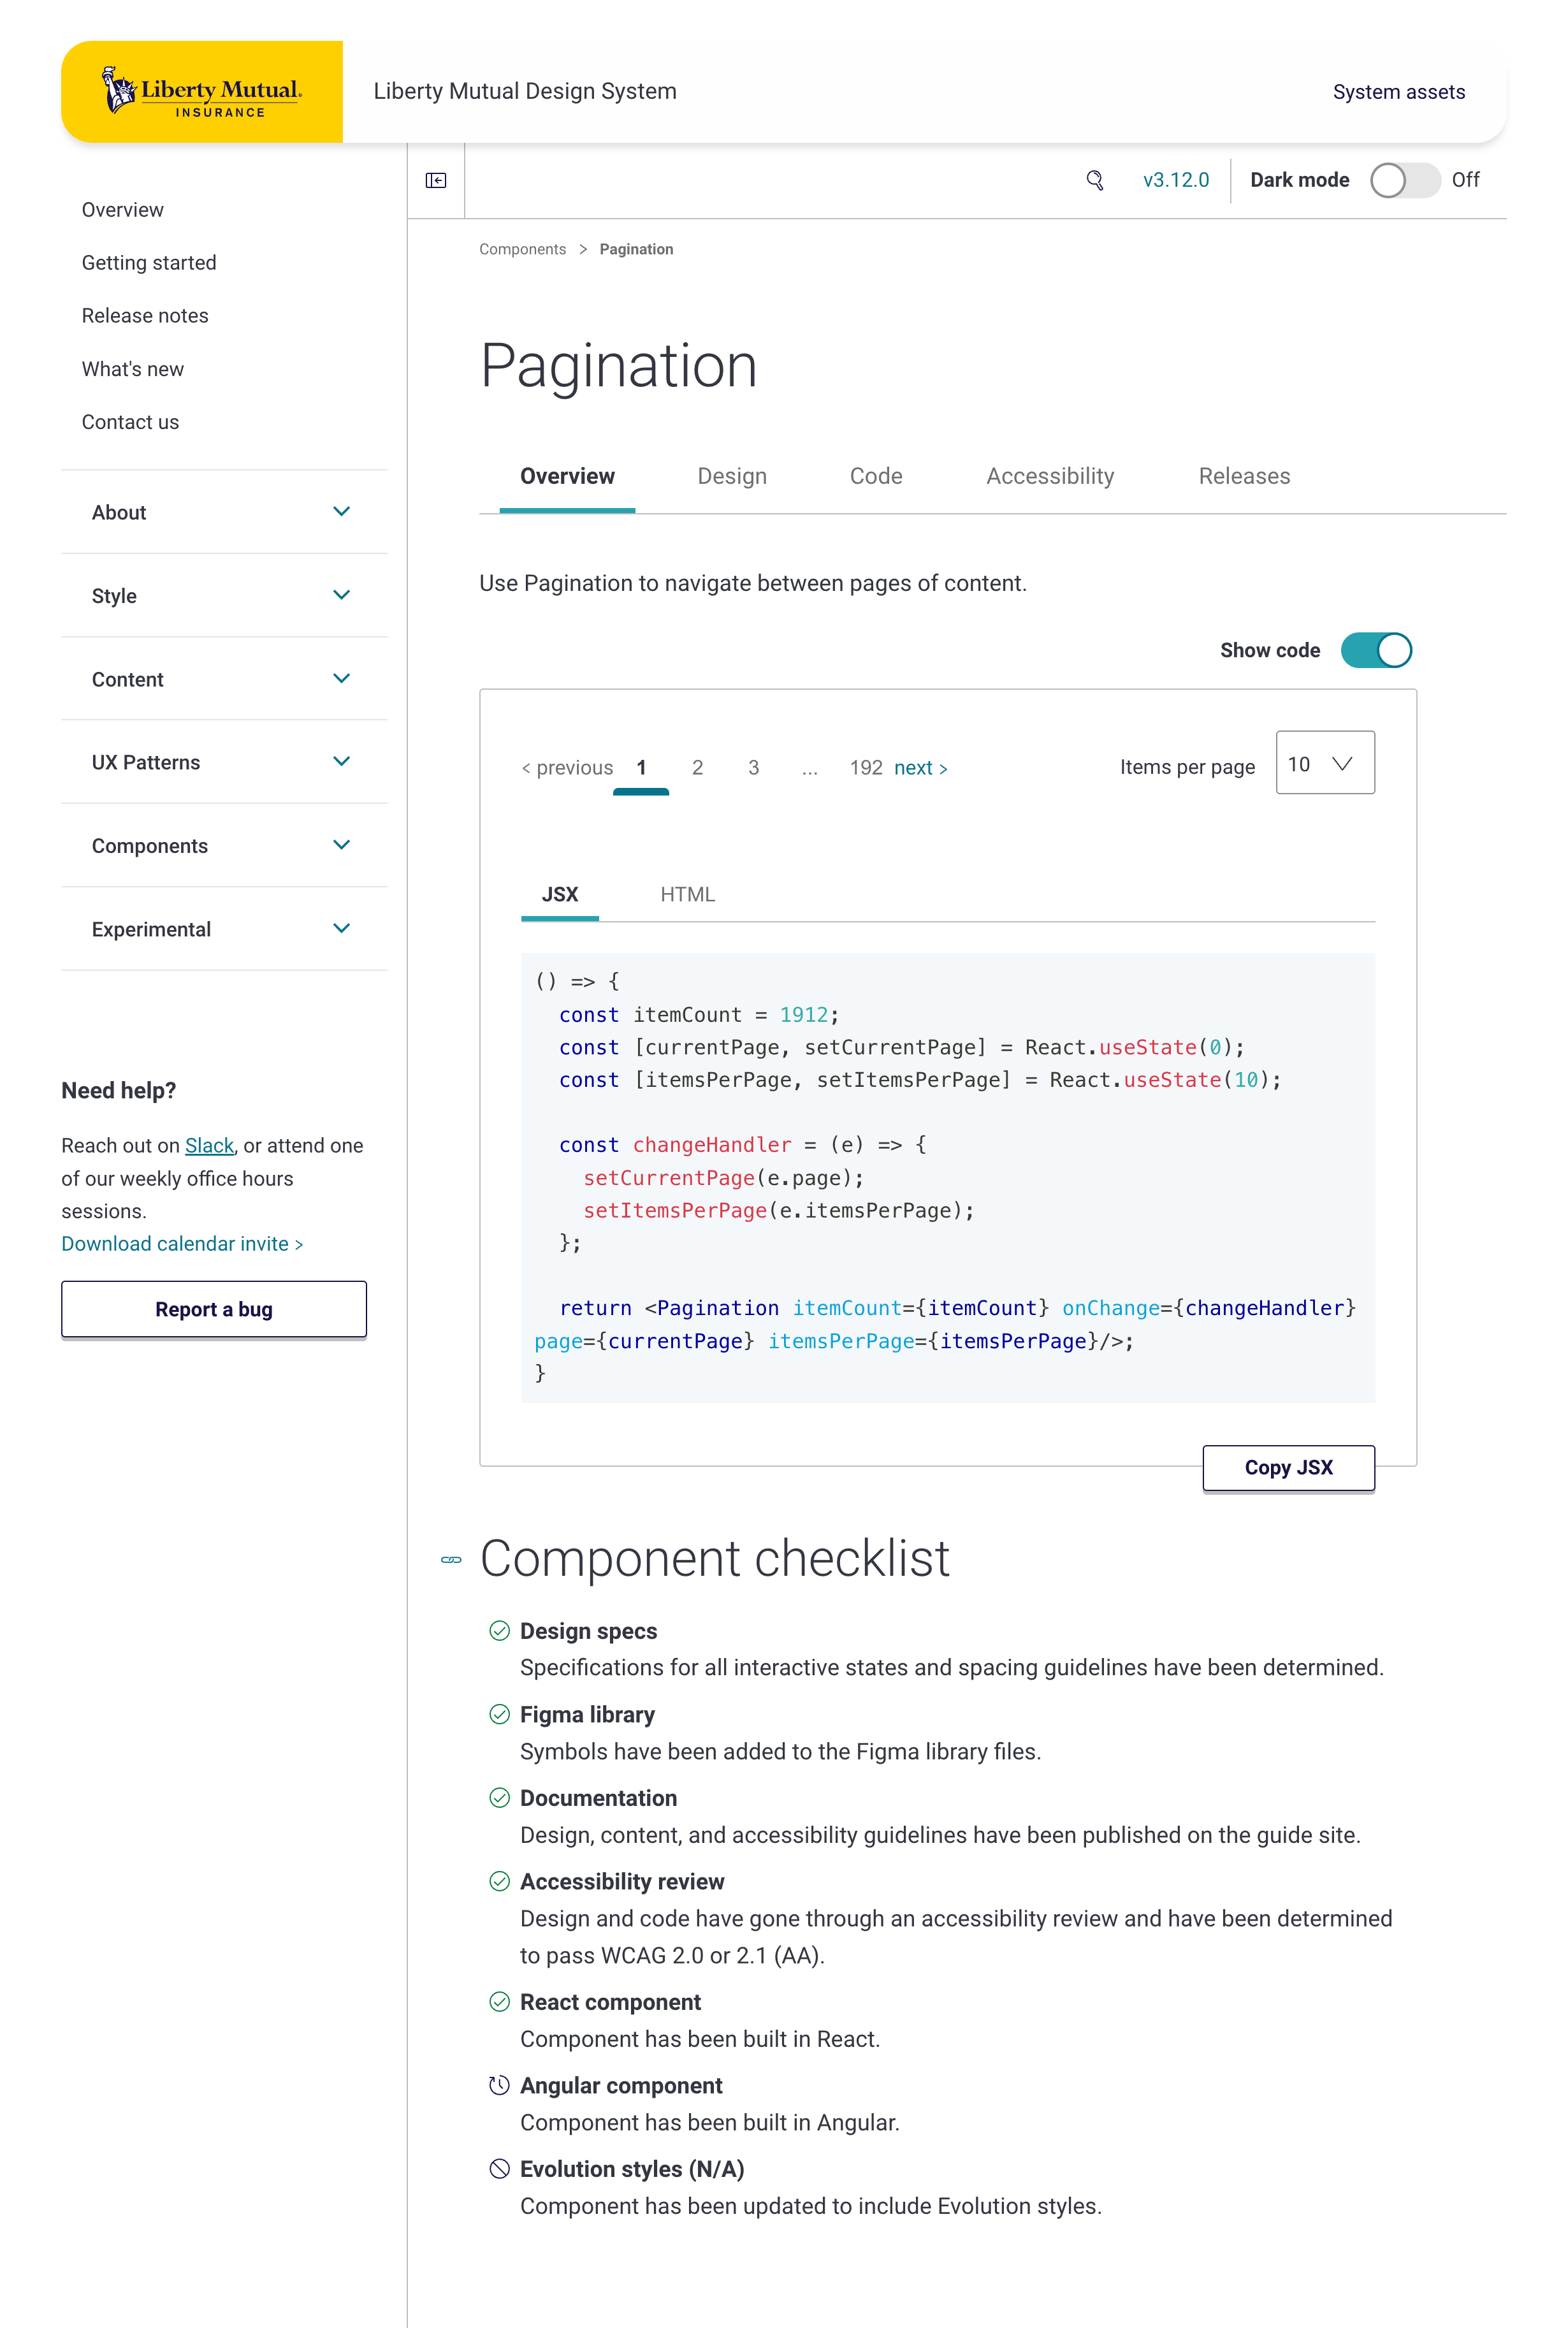 Liberty Mutual®
INSURANCE
Liberty Mutual Design System
System assets
v3.12.0
Dark mode
Off
Overview
Getting started
Release notes
What's new
Contact us
About
Style
Content
UX Patterns
Components
Experimental
Need help?
Reach out on Slack, or attend one
of our weekly office hours
sessions.
Download calendar invite >
Report a bug
Components > Pagination
Pagination
Overview Design Code Accessibility Releases
Use Pagination to navigate between pages of content.
Show code
< previous 1 2 3 ... 192 next > Items per page 10
JSX HTML
() => {
  const itemCount = 1912;
  const [currentPage, setCurrentPage] = React.useState(0);
  const [itemsPerPage, setItemsPerPage] = React.useState(10);

  const changeHandler = (e) => {
    setCurrentPage(e.page);
    setItemsPerPage(e.itemsPerPage);
  };

  return <Pagination itemCount={itemCount} onChange={changeHandler}
page={currentPage} itemsPerPage={itemsPerPage}/>;
}
Copy JSX
Component checklist
Design specs
Specifications for all interactive states and spacing guidelines have been determined.
Figma library
Symbols have been added to the Figma library files.
Documentation
Design, content, and accessibility guidelines have been published on the guide site.
Accessibility review
Design and code have gone through an accessibility review and have been determined
to pass WCAG 2.0 or 2.1 (AA).
React component
Component has been built in React.
Angular component
Component has been built in Angular.
Evolution styles (N/A)
Component has been updated to include Evolution styles.